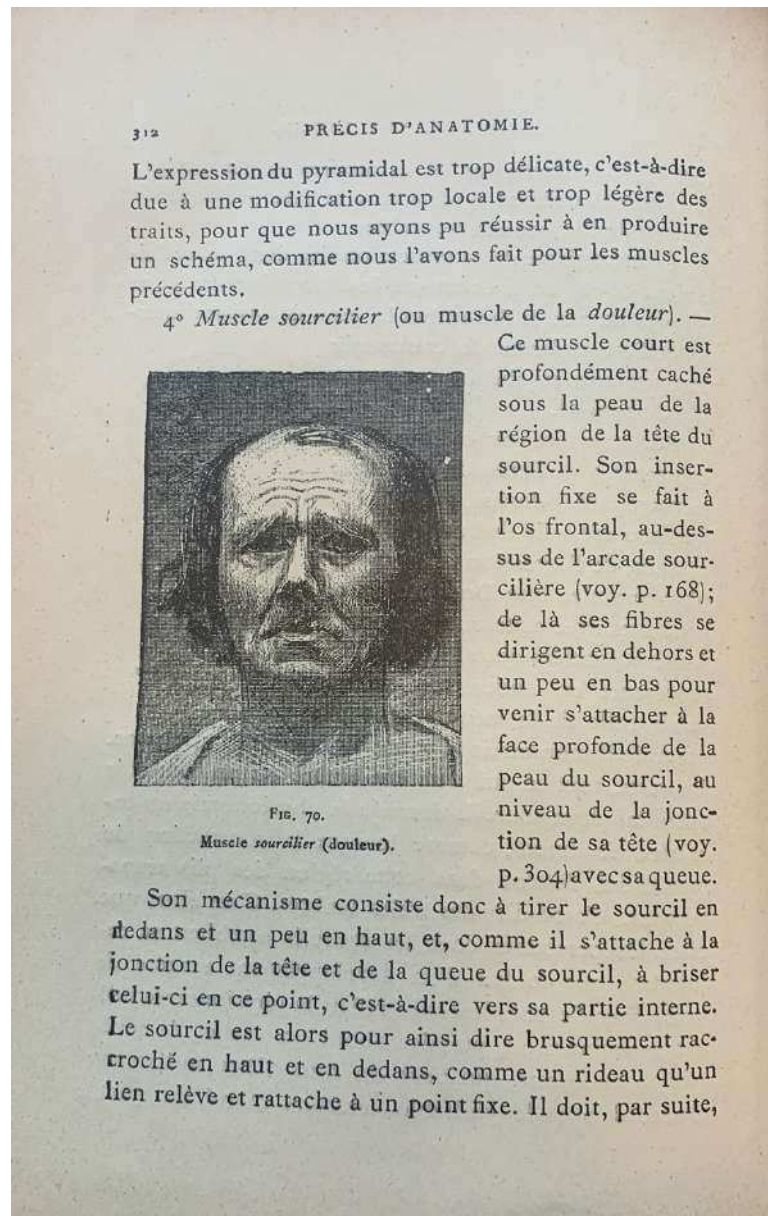 312
PRÉCIS D'ANATOMIE.
L'expression du pyramidal est trop délicate, c'est-à-dire
due à une modification trop locale et trop légère des
traits, pour que nous ayons pu réussir à en produire
un schéma, comme nous l'avons fait pour les muscles
précédents.
4° Muscle sourcilier (ou muscle de la douleur). —
Ce muscle court est
profondément caché
sous la peau de la
région de la tête du
sourcil. Son inser-
tion fixe se fait à
l'os frontal, au-des-
sus de l'arcade sour-
cilière (voy. p. 168);
de là ses fibres se
dirigent en dehors et
un peu en bas pour
venir s'attacher à la
face profonde de la
peau du sourcil, au
niveau de la jonc-
tion de sa tête (voy.
p. 304) avec sa queue.
FIG. 70.
Muscle sourcilier (douleur).
Son mécanisme consiste donc à tirer le sourcil en
dedans et un peu en haut, et, comme il s'attache à la
jonction de la tête et de la queue du sourcil, à briser
celui-ci en ce point, c'est-à-dire vers sa partie interne.
Le sourcil est alors pour ainsi dire brusquement rac-
croché en haut et en dedans, comme un rideau qu'un
lien relève et rattache à un point fixe. Il doit, par suite,